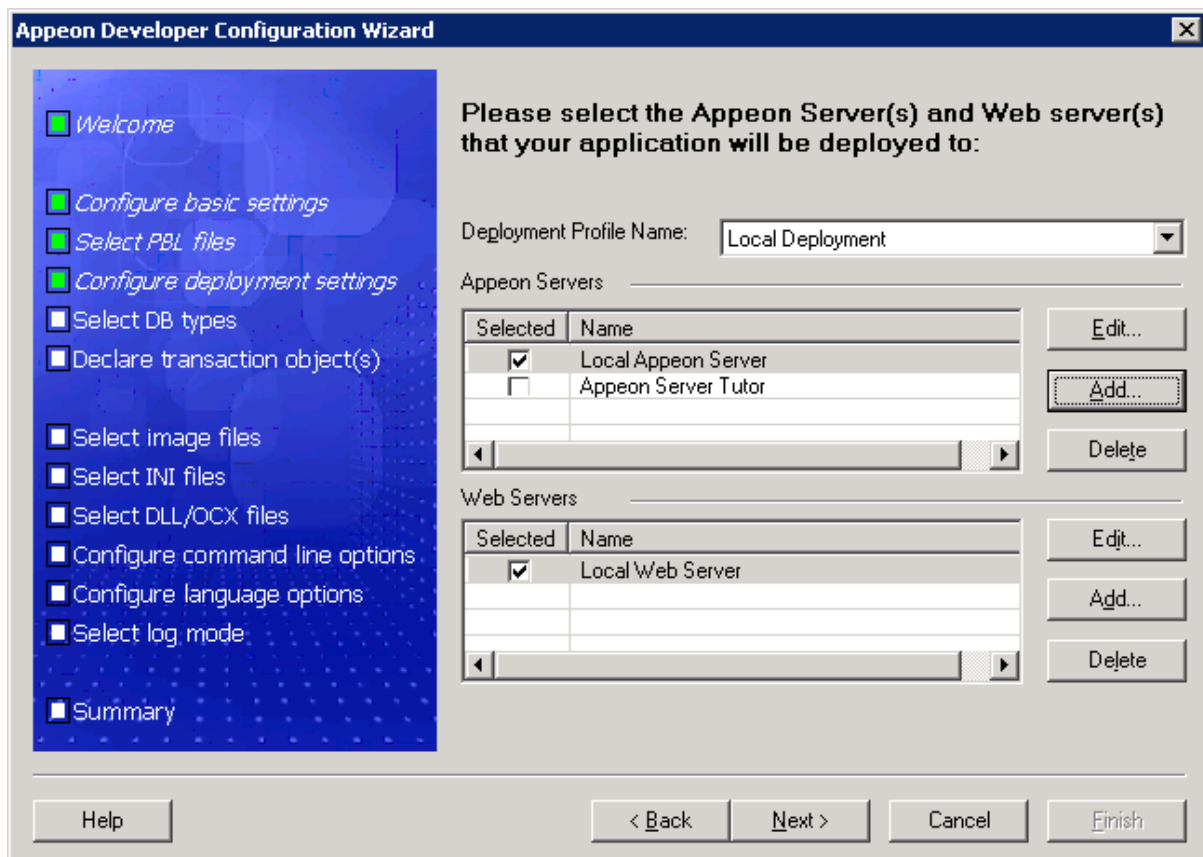 Appeon Developer Configuration Wizard
Welcome
Configure basic settings
Select PBL files
Configure deployment settings
Select DB types
Declare transaction object(s)
Select image files
Select INI files
Select DLL/OCX files
Configure command line options
Configure language options
Select log mode
Summary
Please select the Appeon Server(s) and Web server(s)
that your application will be deployed to:
Deployment Profile Name: Local Deployment
Appeon Servers
Selected Name
Local Appeon Server
Appeon Server Tutor
Edit...
Add...
Delete
Web Servers
Selected Name
Local Web Server
Edit...
Add...
Delete
Help
< Back
Next >
Cancel
Finish